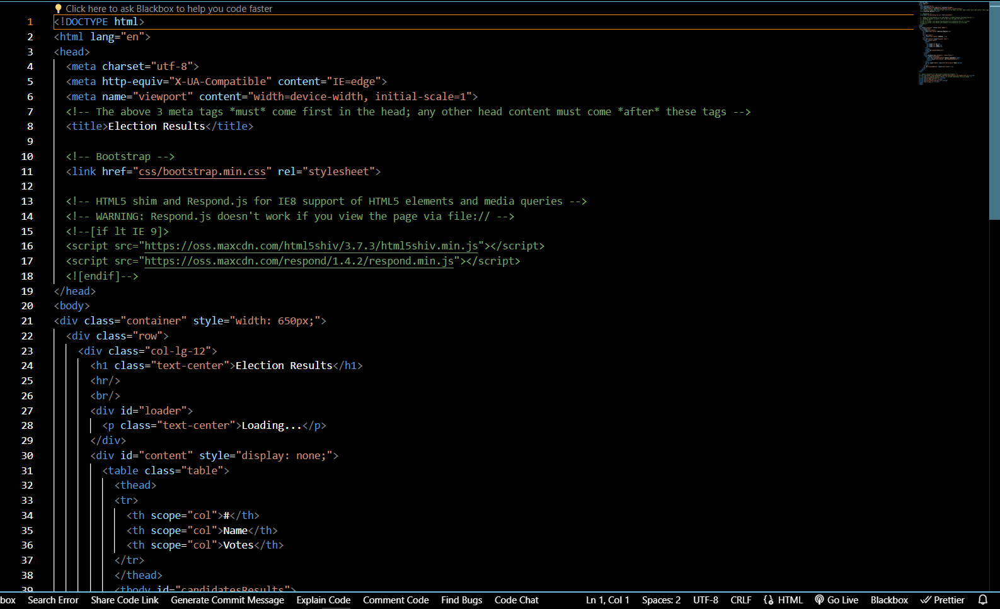 Click here to ask Blackbox to help you code faster
1 <!DOCTYPE html>
2 <html lang="en">
3 <head>
4 <meta charset="utf-8">
5 <meta http-equiv="X-UA-Compatible" content="IE=edge">
6 <meta name="viewport" content="width=device-width, initial-scale=1">
7 <!-- The above 3 meta tags *must* come first in the head; any other head content must come *after* these tags -->
8 <title>Election Results</title>
9
10 <!-- Bootstrap -->
11 <link href="css/bootstrap.min.css" rel="stylesheet">
12
13 <!-- HTML5 shim and Respond.js for IE8 support of HTML5 elements and media queries -->
14 <!-- WARNING: Respond.js doesn't work if you view the page via file:// -->
15 <!--[if lt IE 9]>
16 <script src="https://oss.maxcdn.com/html5shiv/3.7.3/html5shiv.min.js"></script>
17 <script src="https://oss.maxcdn.com/respond/1.4.2/respond.min.js"></script>
18 <![endif]-->
19 </head>
20 <body>
21 <div class="container" style="width: 650px;">
22 <div class="row">
23 <div class="col-lg-12">
24 <h1 class="text-center">Election Results</h1>
25 <hr/>
26 <br/>
27 <div id="loader">
28 <p class="text-center">Loading...</p>
29 </div>
30 <div id="content" style="display: none;">
31 <table class="table">
32 <thead>
33 <tr>
34 <th scope="col">#</th>
35 <th scope="col">Name</th>
36 <th scope="col">Votes</th>
37 </tr>
38 </thead>
39 <tbody id="candidatesResults">
box Search Error Share Code Link Generate Commit Message Explain Code Comment Code Find Bugs Code Chat Ln 1, Col 1 Spaces: 2 UTF-8 CRLF HTML Go Live Blackbox Prettier